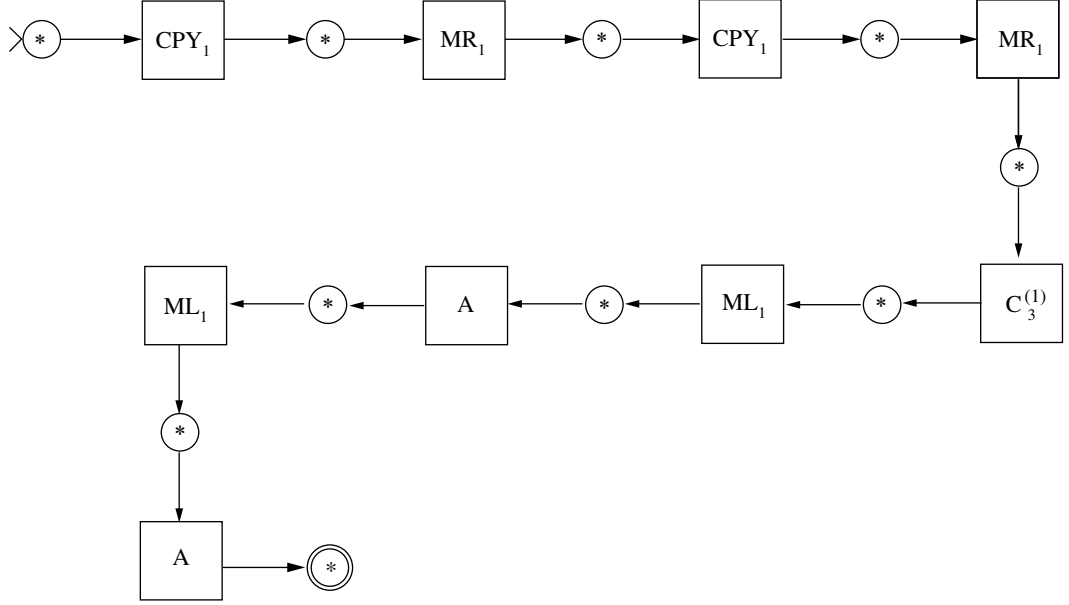 * CPY₁ * MR₁ * CPY₁ * MR₁
*
ML₁ * A * ML₁ * C₃⁽¹⁾
*
A *